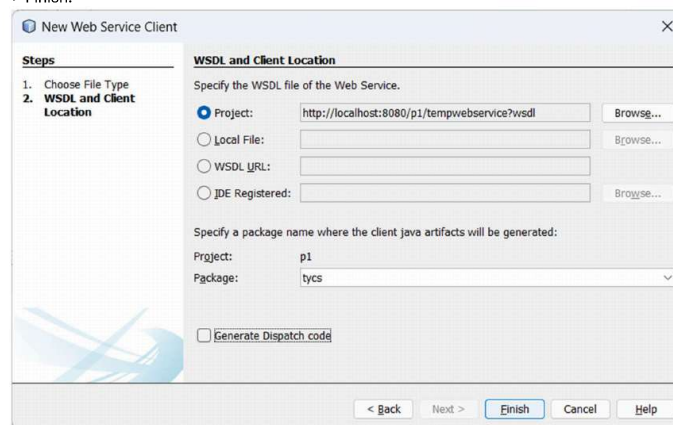 Finish.
New Web Service Client
Steps
1. Choose File Type
2. WSDL and Client
Location
WSDL and Client Location
Specify the WSDL file of the Web Service.
Project: http://localhost:8080/p1/tempwebservice?wsdl Browse...
Local File: Browse...
WSDL URL:
IDE Registered: Browse...
Specify a package name where the client java artifacts will be generated:
Project: p1
Package: tycs
Generate Dispatch code
< Back Next > Finish Cancel Help